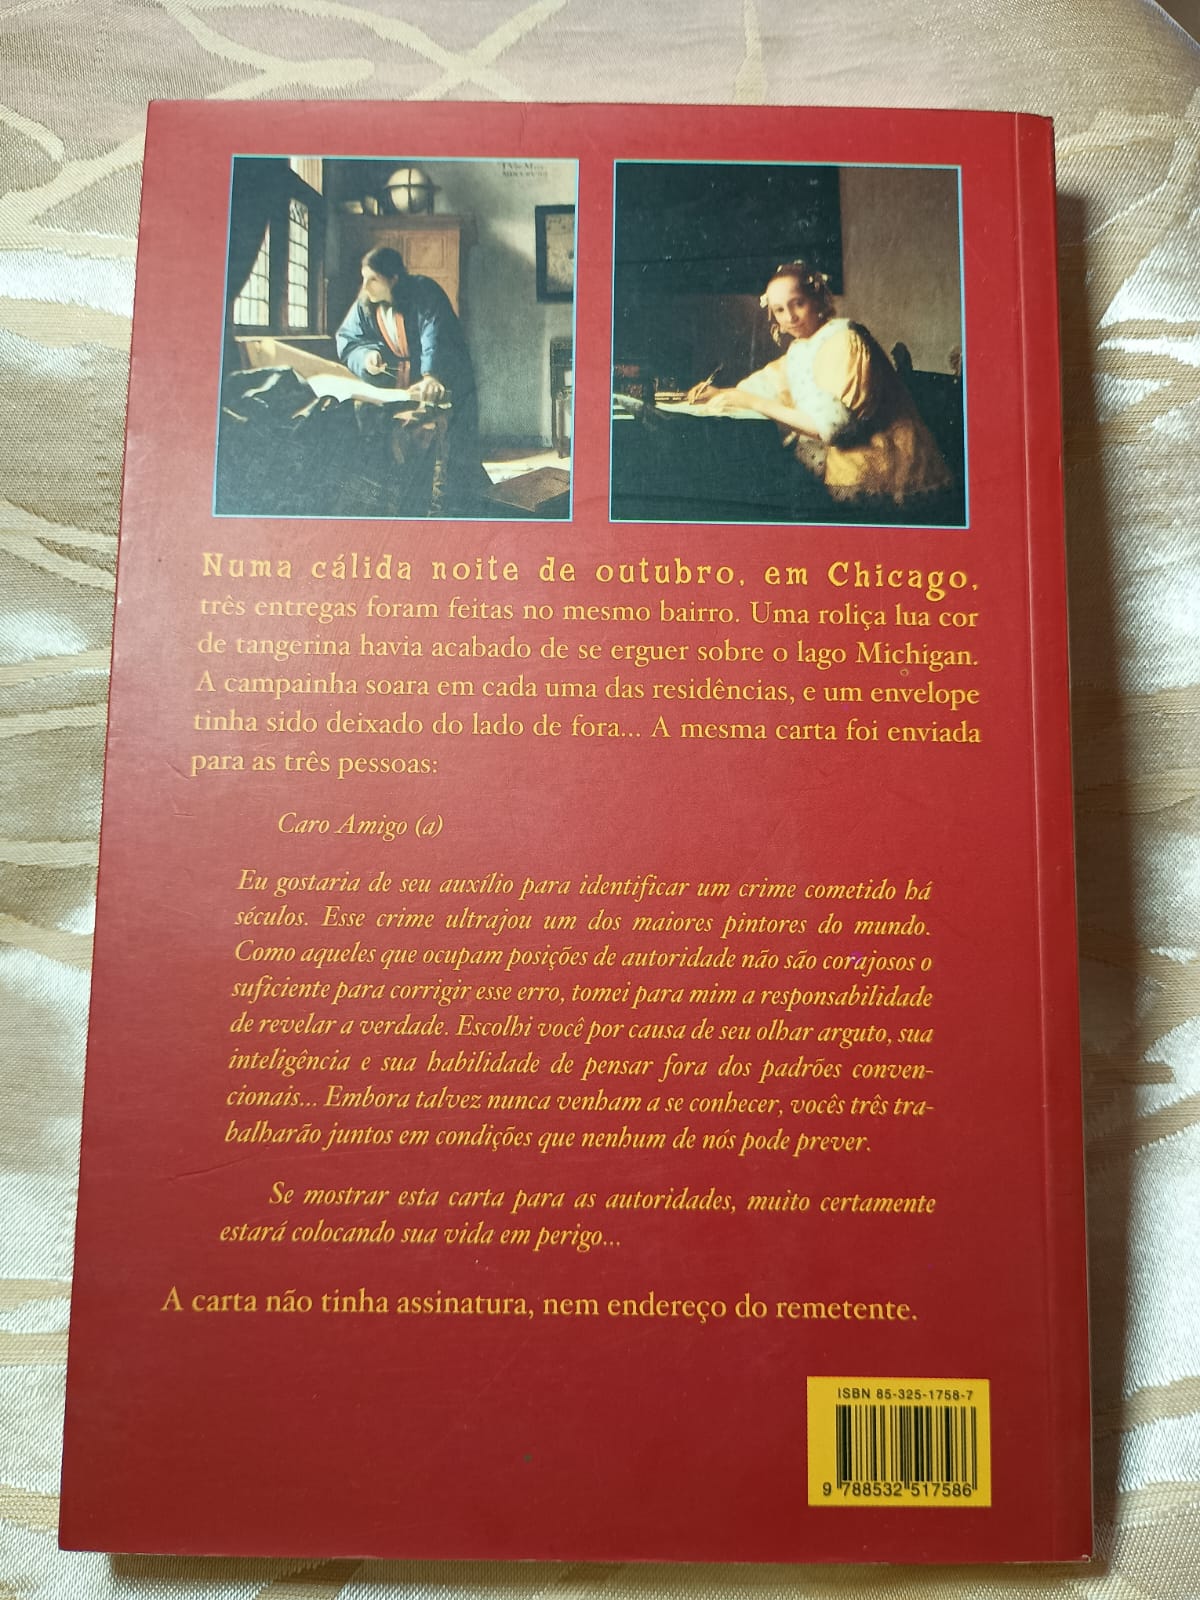 Numa cálida noite de outubro, em Chicago,
três entregas foram feitas no mesmo bairro. Uma roliça lua cor
de tangerina havia acabado de se erguer sobre o lago Michigan.
A campainha soara em cada uma das residências, e um envelope
tinha sido deixado do lado de fora... A mesma carta foi enviada
para as três pessoas:
Caro Amigo (a)
Eu gostaria de seu auxílio para identificar um crime cometido há
séculos. Esse crime ultrajou um dos maiores pintores do mundo.
Como aqueles que ocupam posições de autoridade não são corajosos o
suficiente para corrigir esse erro, tomei para mim a responsabilidade
de revelar a verdade. Escolhi você por causa de seu olhar arguto, sua
inteligência e sua habilidade de pensar fora dos padrões conven-
cionais... Embora talvez nunca venham a se conhecer, vocês três tra-
balharão juntos em condições que nenhum de nós pode prever.
Se mostrar esta carta para as autoridades, muito certamente
estará colocando sua vida em perigo...
A carta não tinha assinatura, nem endereço do remetente.
ISBN 85-325-1758-7
9 788532 517586